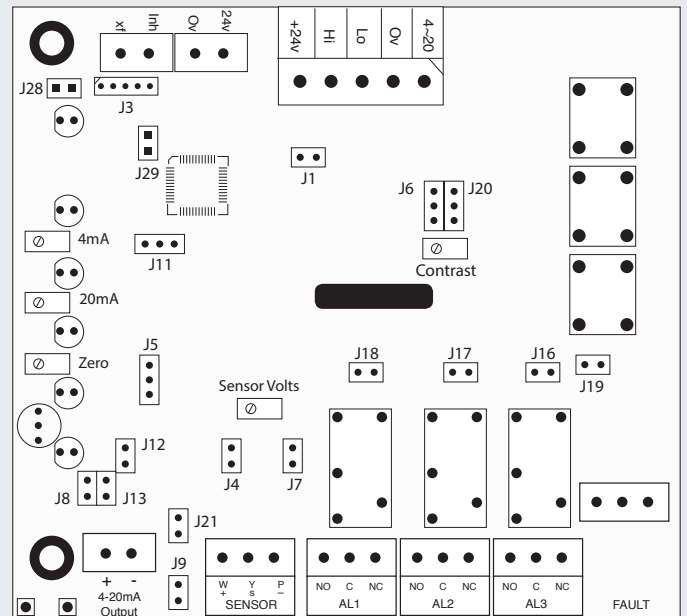 xf Inh Ov 24v
+24v Hi Lo Ov 4~20
J28
J3
J29
J1
J6 J20
4mA
J11
Contrast
20mA
J5
Zero
J18 J17 J16
J19
Sensor Volts
J12
J4 J7
J8 J13
J21
J9
+ -
4-20mA
Output
W Y P
+ s –
SENSOR
NO C NC
AL1
NO C NC
AL2
NO C NC
AL3
FAULT